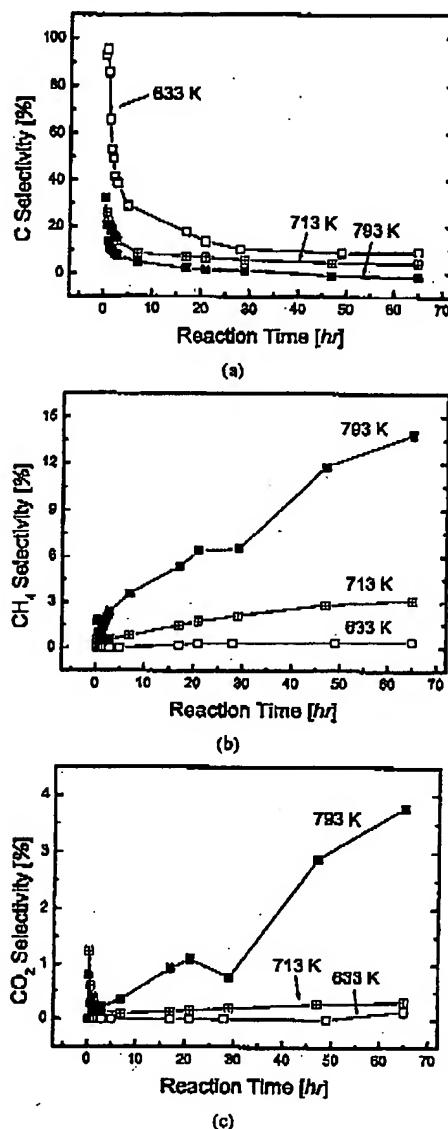 100
80
60
40
20
0
C Selectivity [%]
633 K
713 K
793 K
0 10 20 30 40 50 60 70
Reaction Time [hr]
(a)
15
12
9
6
3
0
CH4 Selectivity [%]
793 K
713 K
633 K
0 10 20 30 40 50 60 70
Reaction Time [hr]
(b)
4
3
2
1
0
CO2 Selectivity [%]
793 K
713 K
633 K
0 10 20 30 40 50 60 70
Reaction Time [hr]
(c)